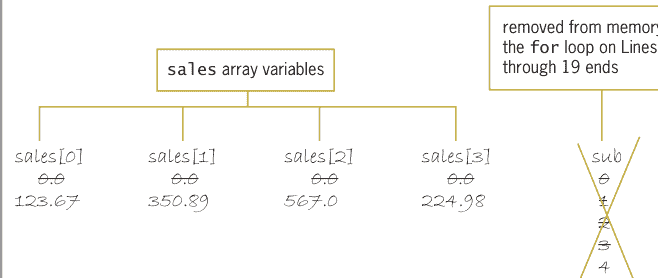 removed from memory
the for loop on Lines
through 19 ends
sales array variables
sales[0] sales[1] sales[2] sales[3] sub
0.0 0.0 0.0 0.0 0
123.67 350.89 567.0 224.98 1
2
3
4